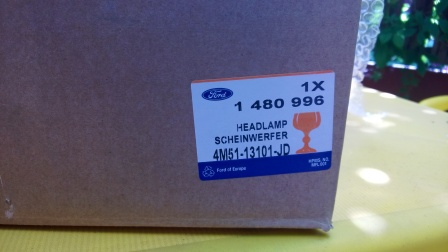 Ford
1X
1 480 996
HEADLAMP
SCHEINWERFER
4M51-13101-JD
Ford of Europe